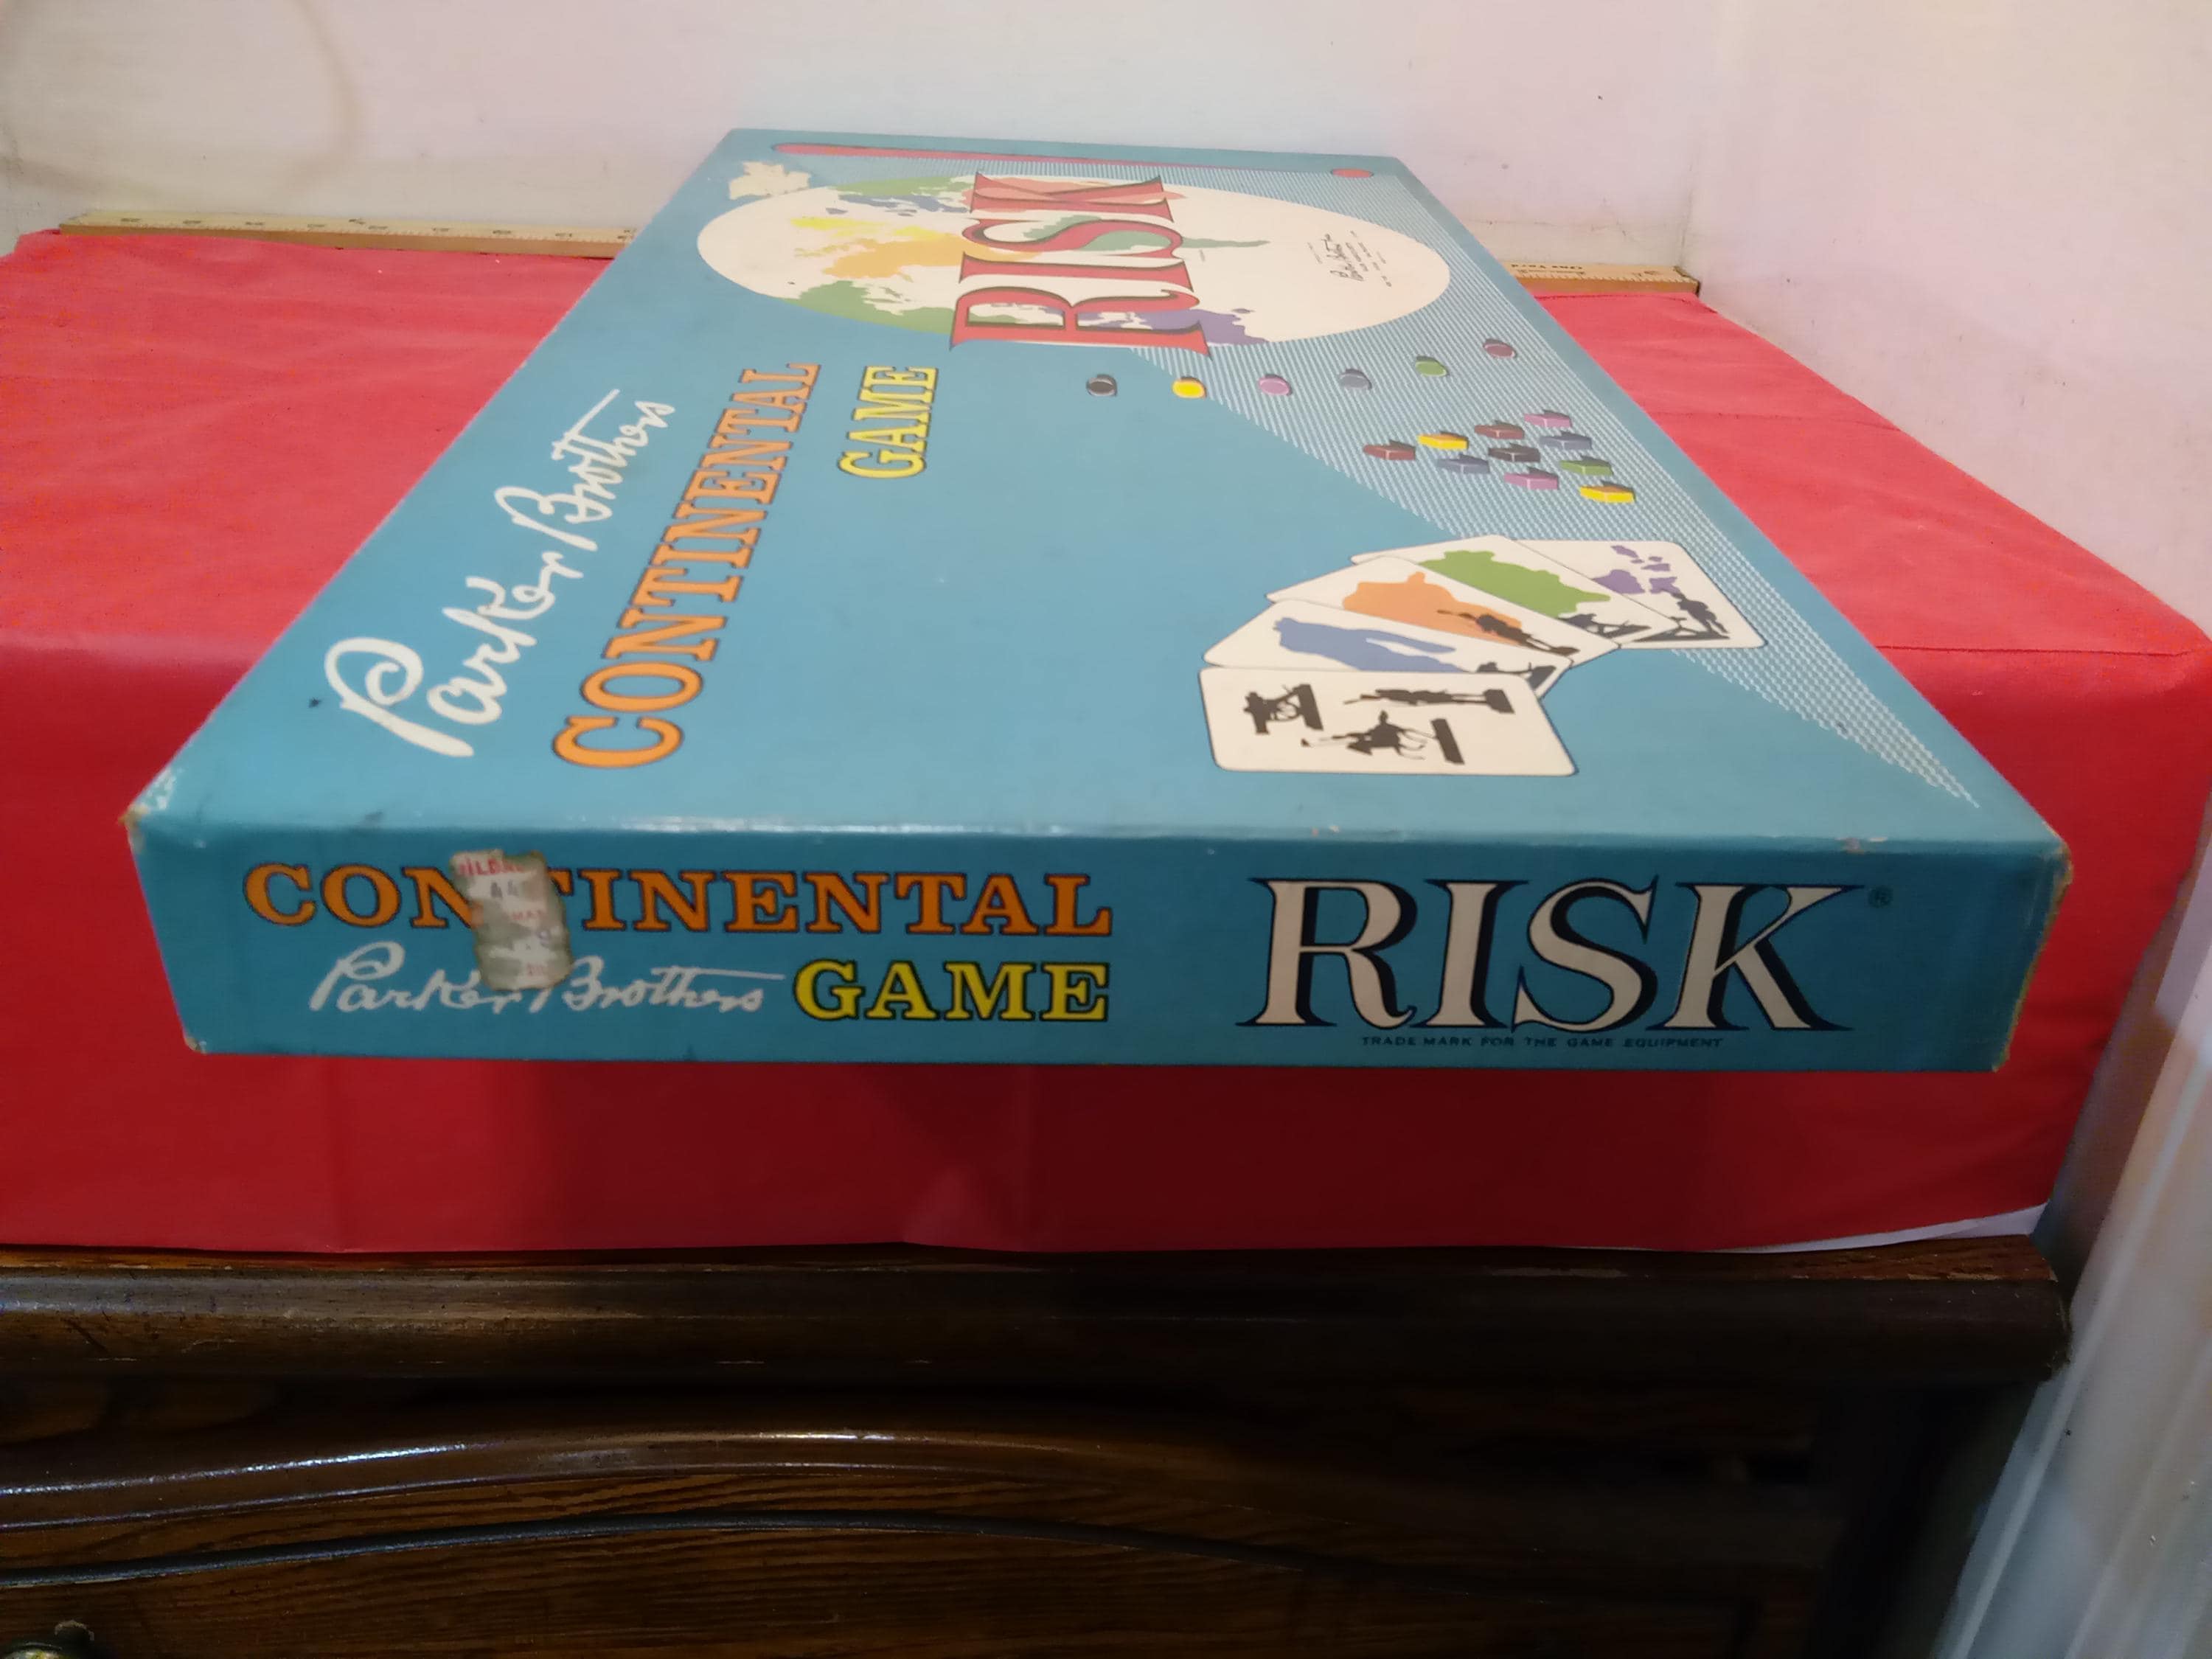 Parker Brothers
CONTINENTAL
GAME
RISK
CONTINENTAL
Parker Brothers GAME
RISK®
TRADE MARK FOR THE GAME EQUIPMENT